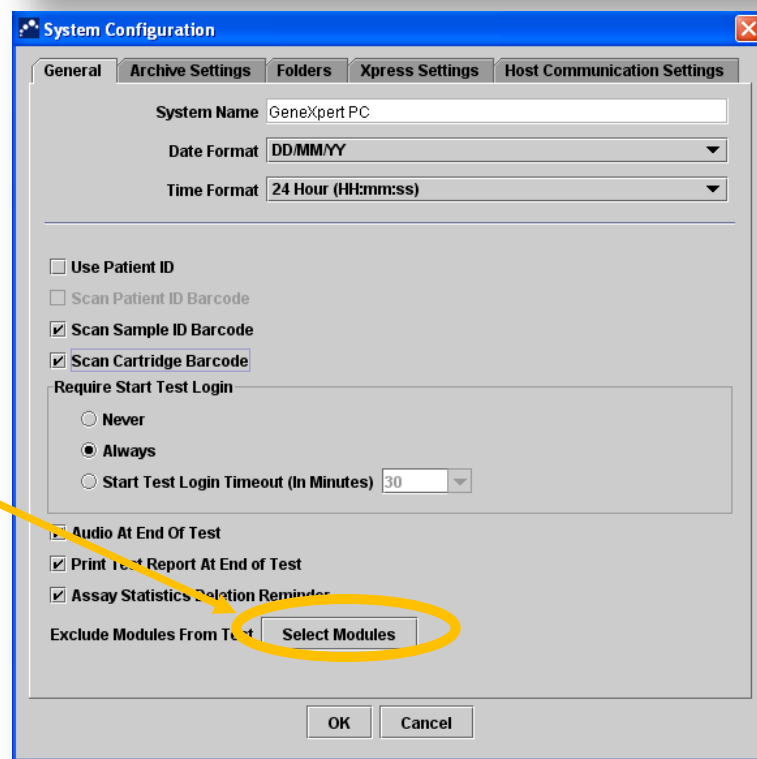 System Configuration
General Archive Settings Folders Xpress Settings Host Communication Settings
System Name GeneXpert PC
Date Format DD/MM/YY
Time Format 24 Hour (HH:mm:ss)
Use Patient ID
Scan Patient ID Barcode
Scan Sample ID Barcode
Scan Cartridge Barcode
Require Start Test Login
Never
Always
Start Test Login Timeout (In Minutes) 30
Audio At End Of Test
Print Test Report At End of Test
Assay Statistics Deletion Reminder
Exclude Modules From Test Select Modules
OK Cancel